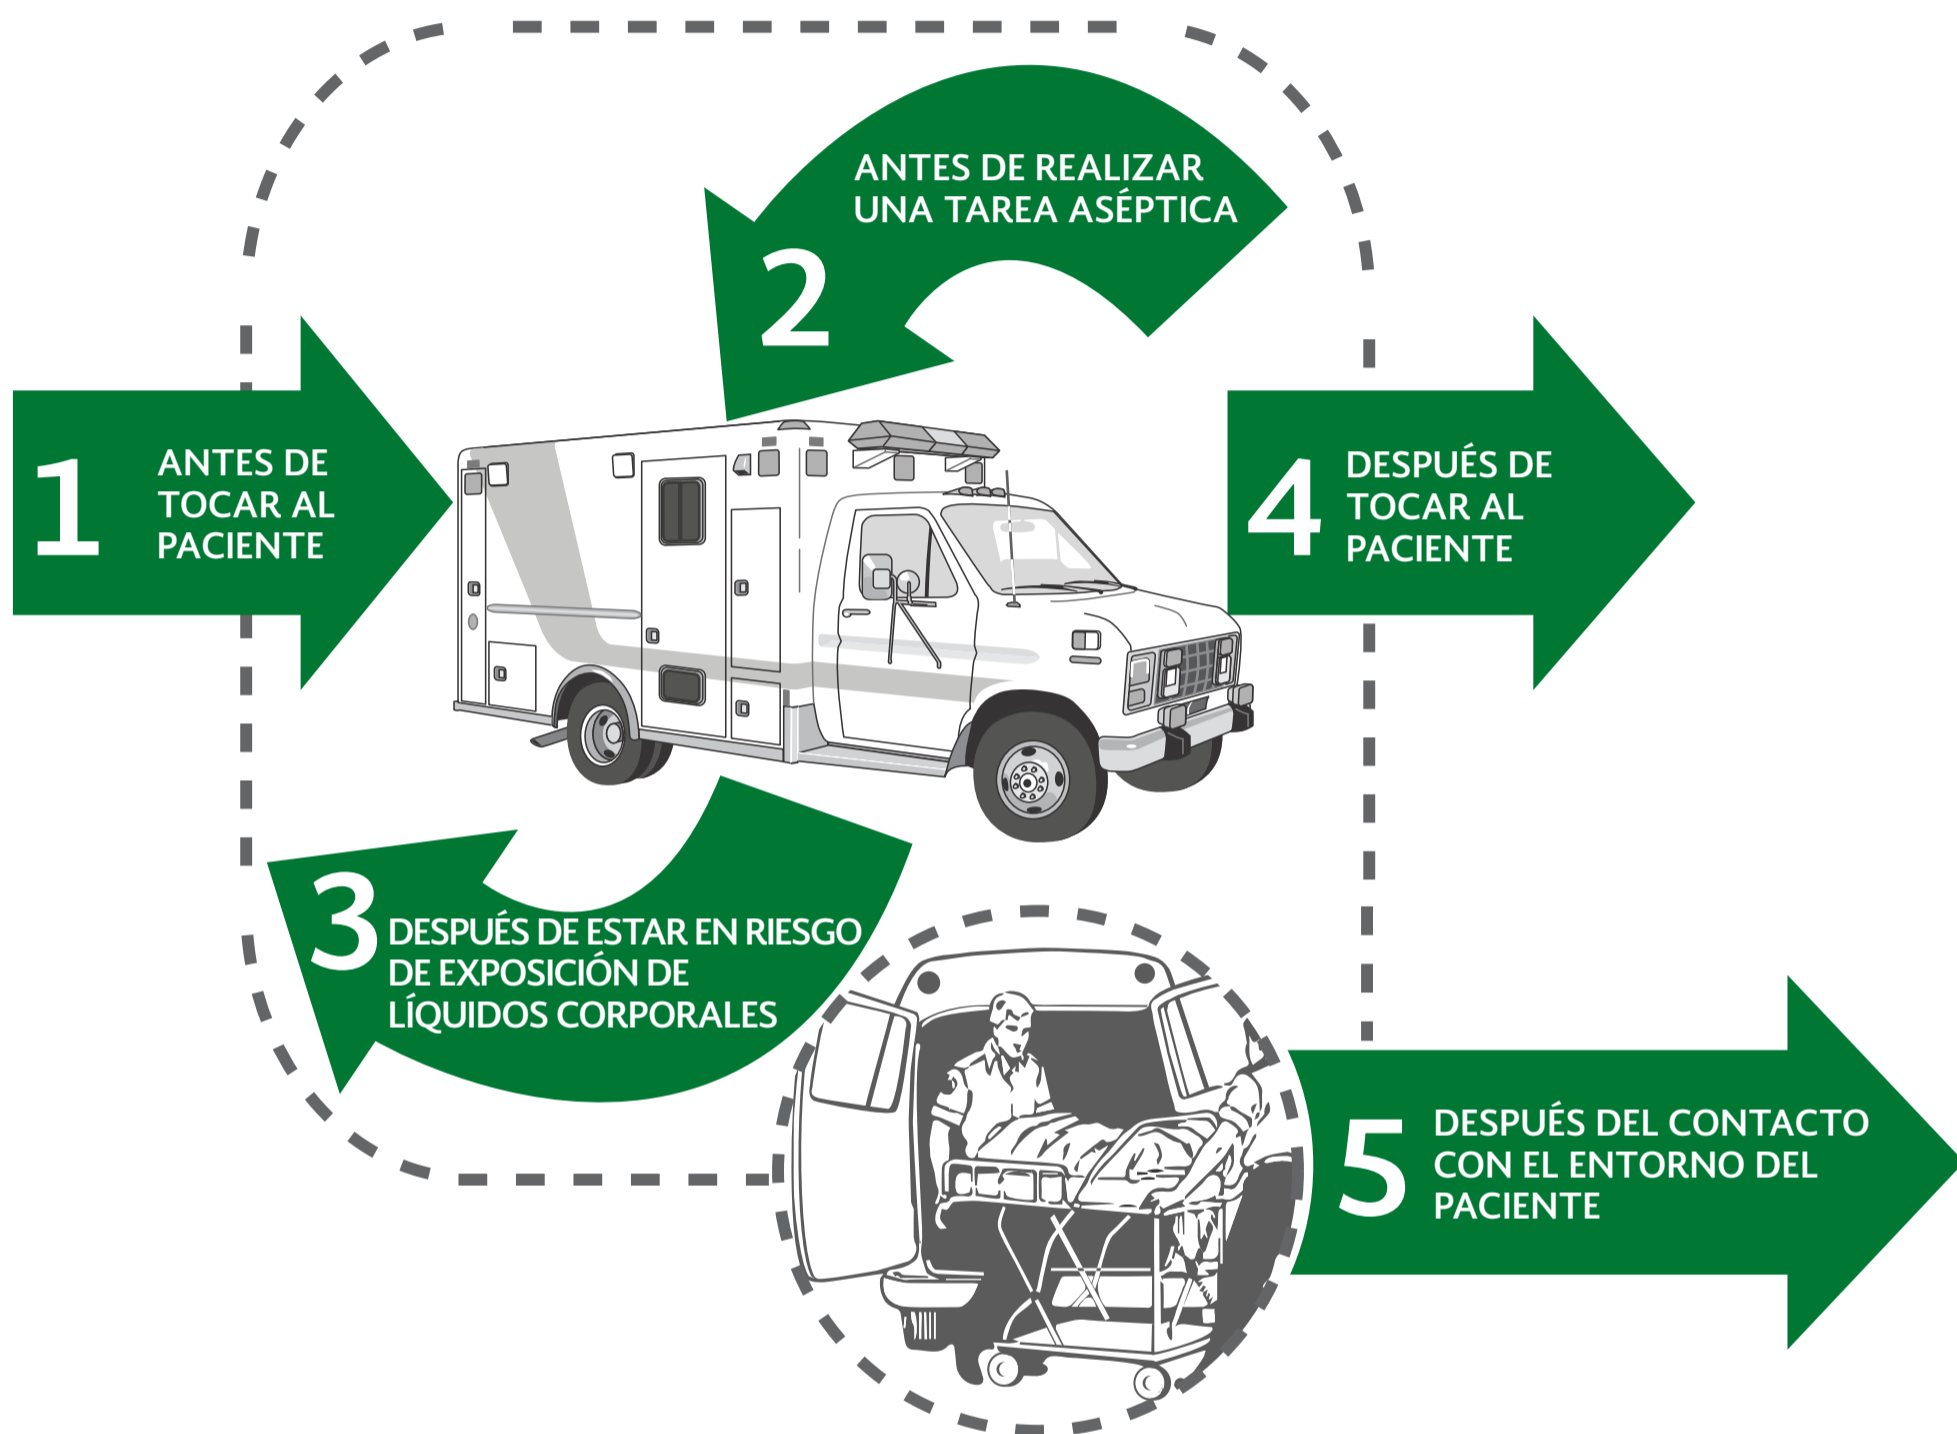 1
ANTES DE
TOCAR AL
PACIENTE
2
ANTES DE REALIZAR
UNA TAREA ASÉPTICA
3
DESPUÉS DE ESTAR EN RIESGO
DE EXPOSICIÓN DE
LÍQUIDOS CORPORALES
4
DESPUÉS DE
TOCAR AL
PACIENTE
5
DESPUÉS DEL CONTACTO
CON EL ENTORNO DEL
PACIENTE